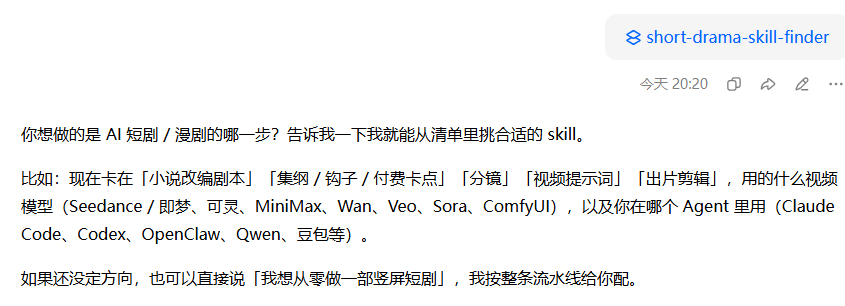 short-drama-skill-finder
今天 20:20
你想做的是 AI 短剧 / 漫剧的哪一步？告诉我一下我就能从清单里挑合适的 skill。
比如：现在卡在「小说改编剧本」「集纲 / 钩子 / 付费卡点」「分镜」「视频提示词」「出片剪辑」，用的什么视频
模型（Seedance / 即梦、可灵、MiniMax、Wan、Veo、Sora、ComfyUI），以及你在哪个 Agent 里用（Claude
Code、Codex、OpenClaw、Qwen、豆包等）。
如果还没定方向，也可以直接说「我想从零做一部竖屏短剧」，我按整条流水线给你配。